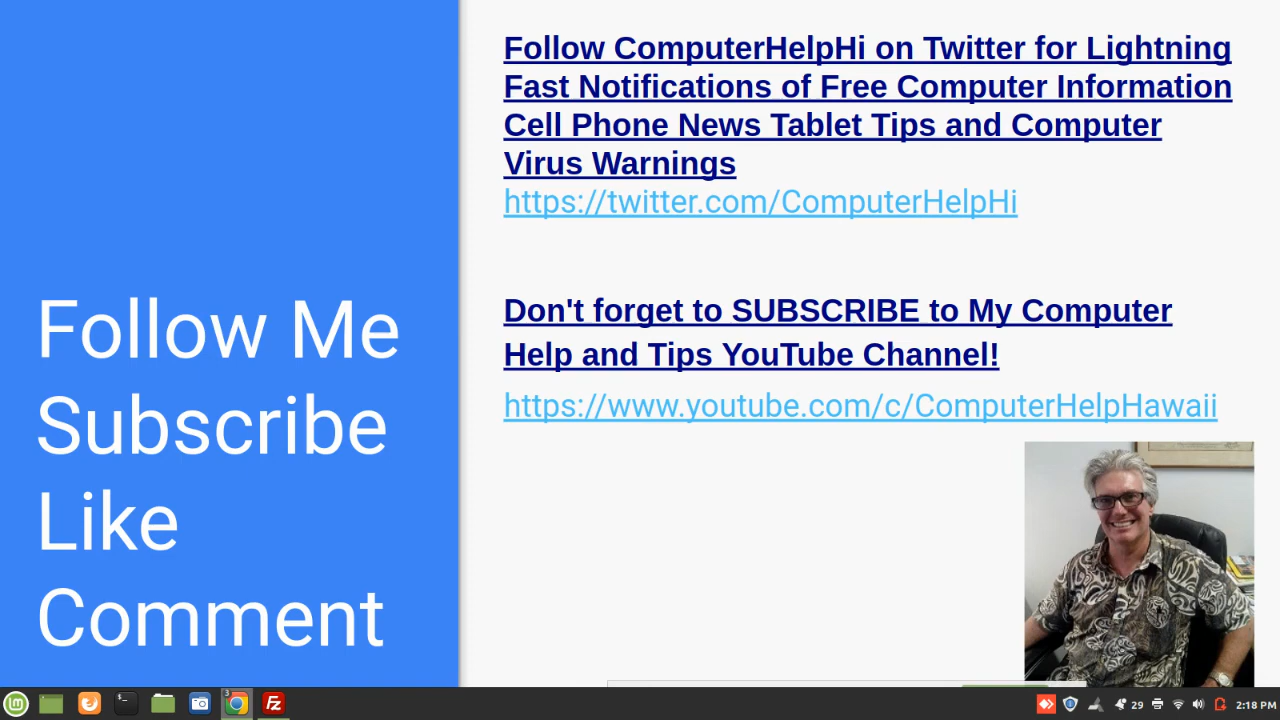 Follow ComputerHelpHi on Twitter for Lightning
Fast Notifications of Free Computer Information
Cell Phone News Tablet Tips and Computer
Virus Warnings
https://twitter.com/ComputerHelpHi
Don't forget to SUBSCRIBE to My Computer
Help and Tips YouTube Channel!
https://www.youtube.com/c/ComputerHelpHawaii
Follow Me
Subscribe
Like
Comment
3
29
2:18 PM